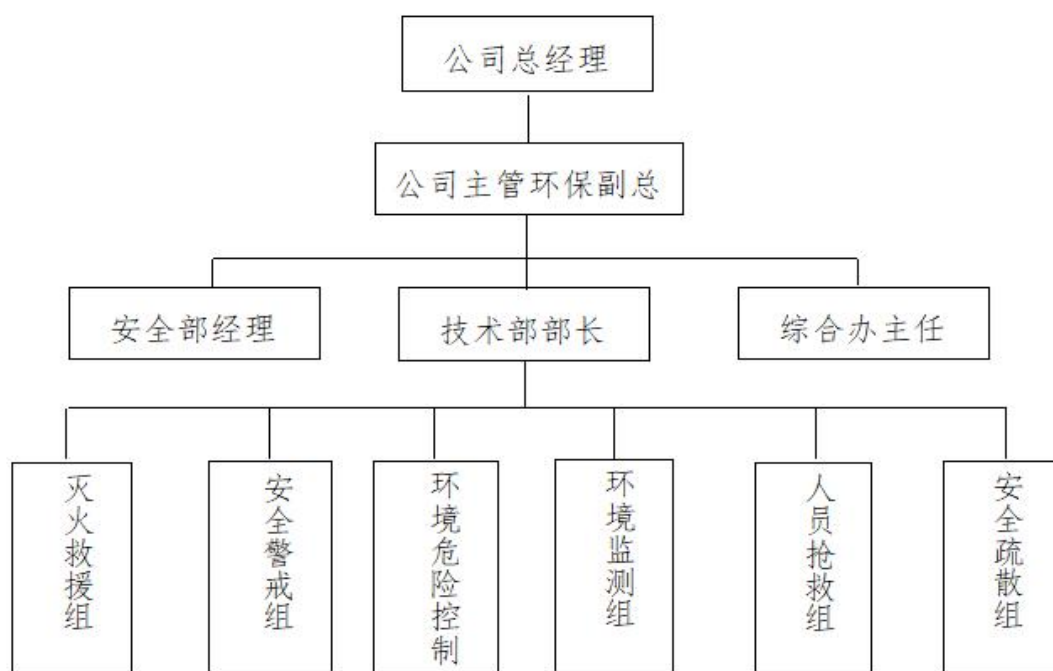 公司总经理
公司主管环保副总
安全部经理
技术部部长
综合办主任
灭火救援组
安全警戒组
环境危险控制
环境监测组
人员抢救组
安全疏散组